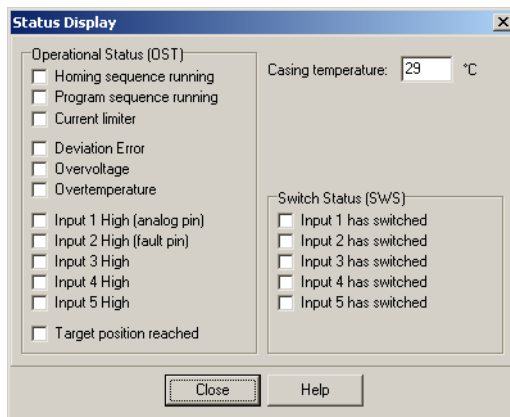 Status Display
Operational Status (OST)
Homing sequence running
Program sequence running
Current limiter
Deviation Error
Overvoltage
Overtemperature
Input 1 High (analog pin)
Input 2 High (fault pin)
Input 3 High
Input 4 High
Input 5 High
Target position reached
Casing temperature: 29 °C
Switch Status (SWS)
Input 1 has switched
Input 2 has switched
Input 3 has switched
Input 4 has switched
Input 5 has switched
Close
Help